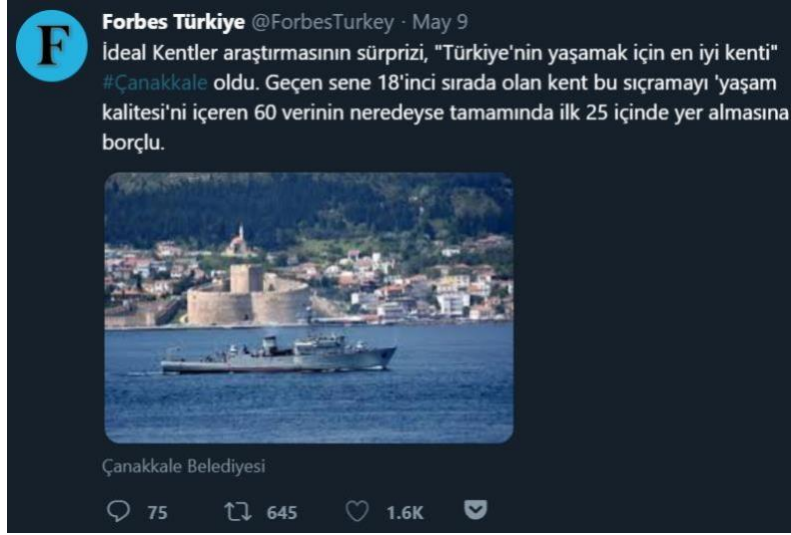 F
Forbes Türkiye @ForbesTurkey · May 9
İdeal Kentler araştırmasının sürprizi, "Türkiye'nin yaşamak için en iyi kenti"
#Çanakkale oldu. Geçen sene 18'inci sırada olan kent bu sıçramayı 'yaşam
kalitesi'ni içeren 60 verinin neredeyse tamamında ilk 25 içinde yer almasına
borçlu.
Çanakkale Belediyesi
75 645 1.6K